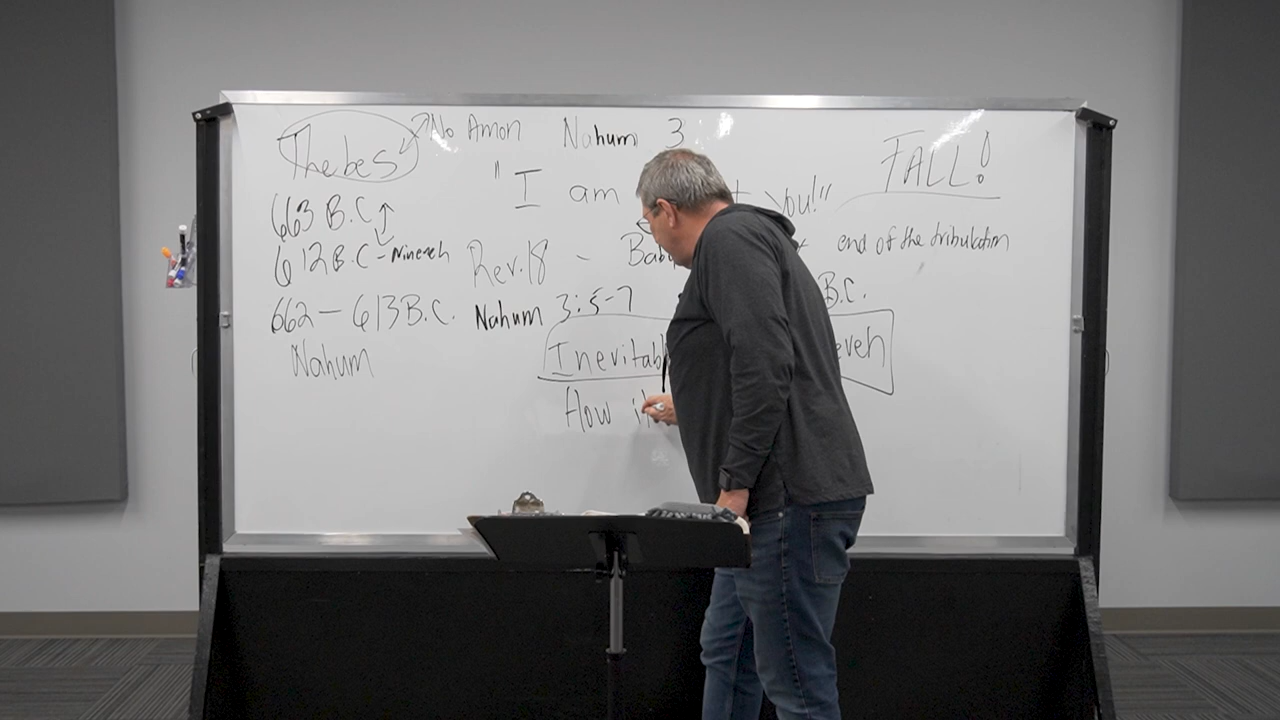 Thebes No Amon Nahum 3 FALL!
"I am you!"
663 B.C
612 B.C - Nineveh Rev. 18 - end of the tribulation
662 - 613 B.C. Nahum 3:5-7 B.C.
Nahum
How